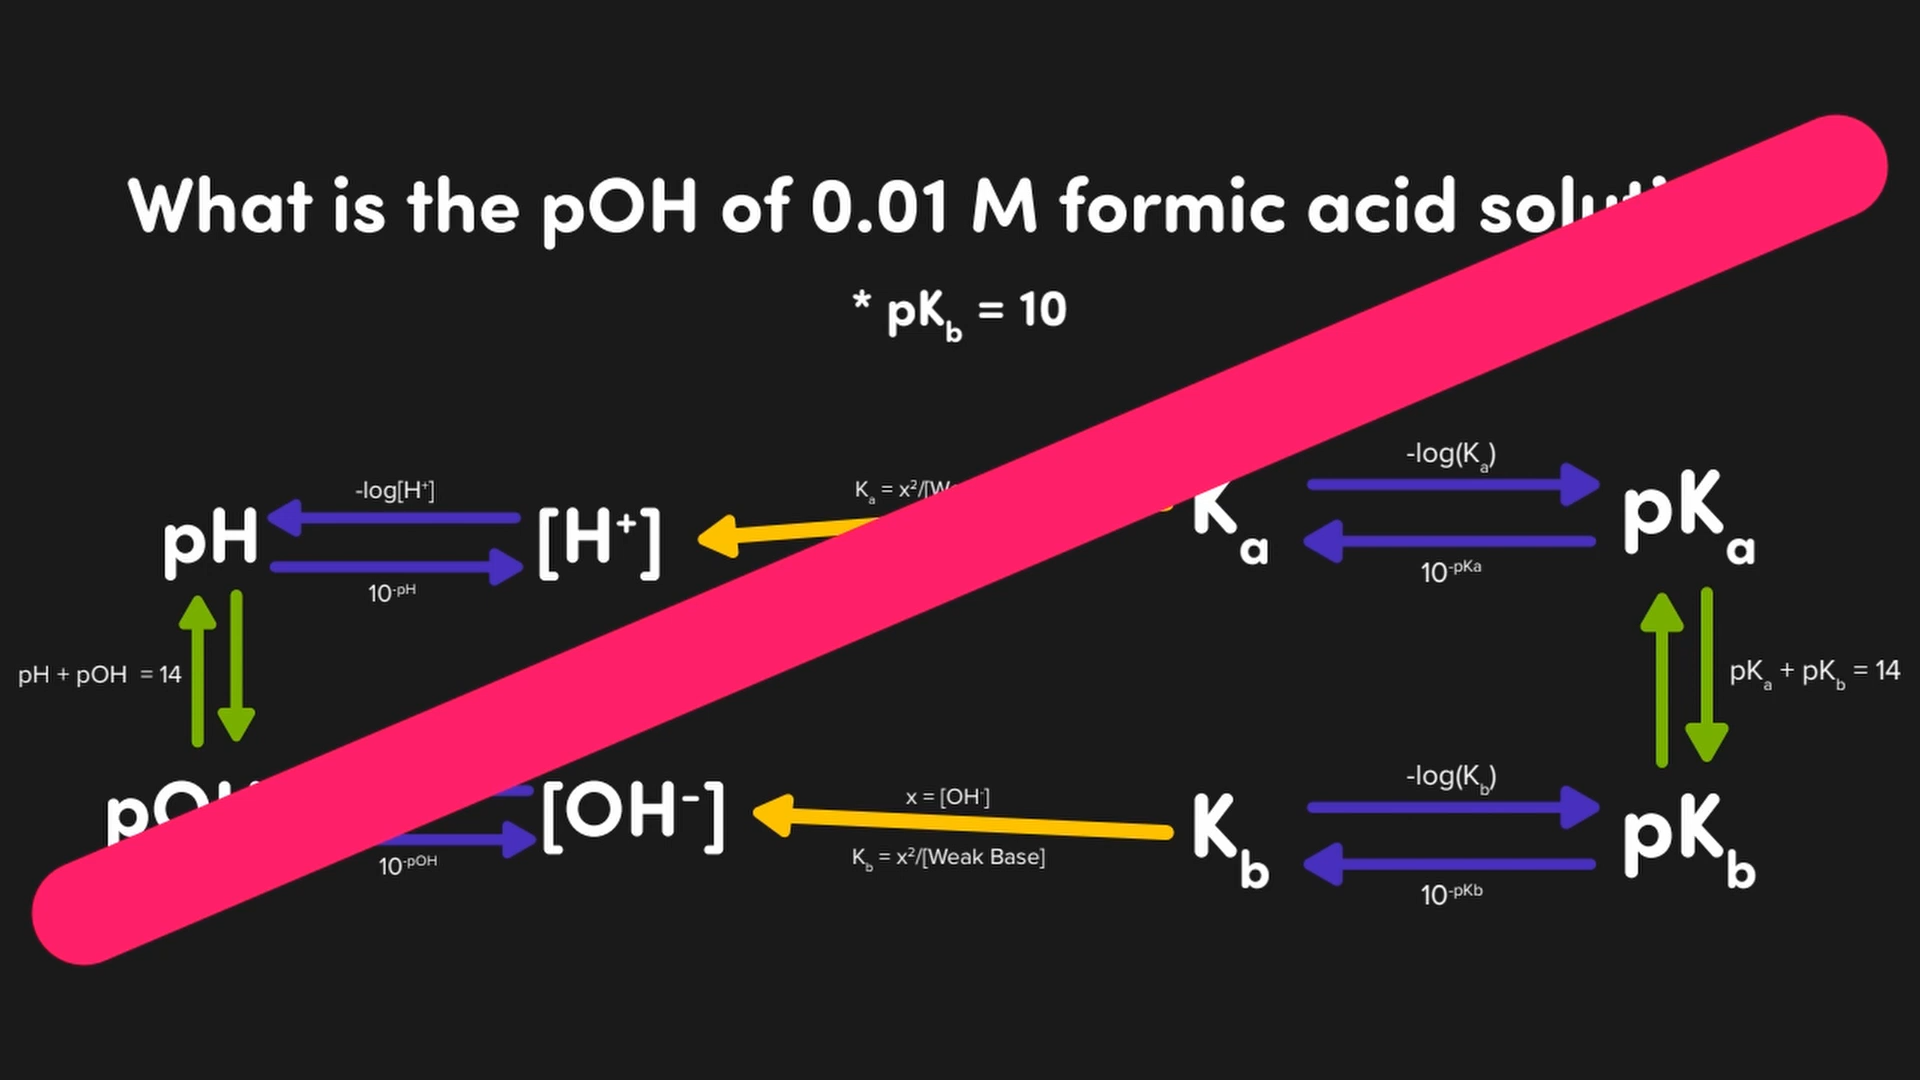 What is the pOH of 0.01 M formic acid
* pK_b = 10
-log(K_a)
-log[H⁺]
K_a = x²/
pH
[H⁺]
K_a
pK_a
10^-pH
10^-pKa
pH + pOH = 14
pK_a + pK_b = 14
-log(K_b)
x = [OH⁻]
[OH⁻]
K_b
pK_b
K_b = x²/[Weak Base]
10^-pOH
10^-pKb